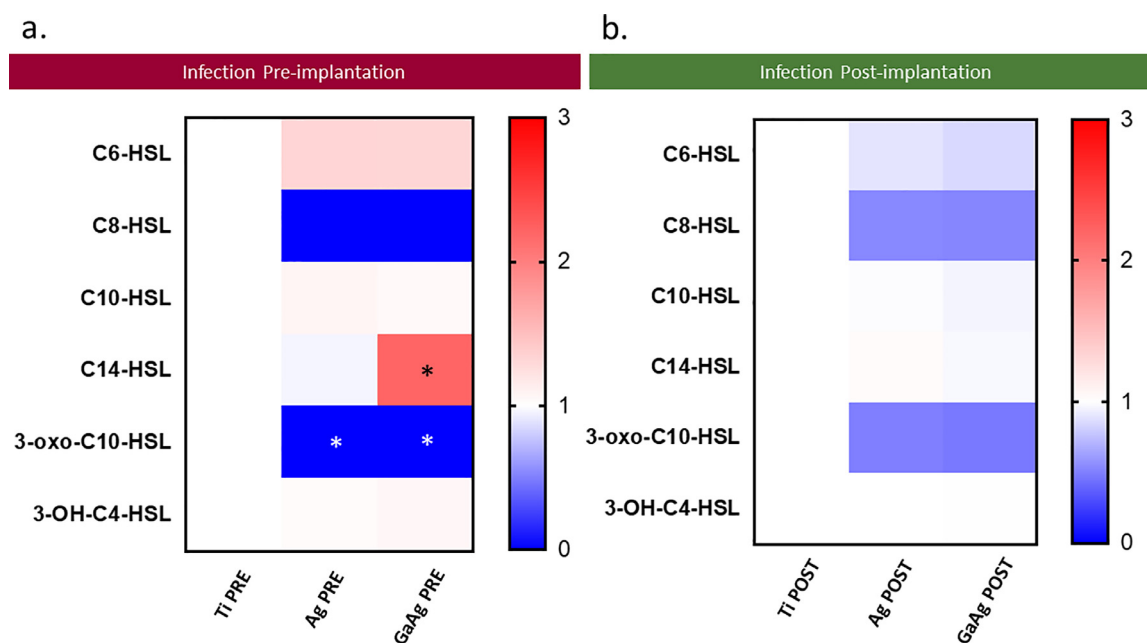 a.
Infection Pre-implantation
C6-HSL
C8-HSL
C10-HSL
C14-HSL
3-oxo-C10-HSL
3-OH-C4-HSL
*
*
*
3
2
1
0
Ti PRE
Ag PRE
GaAg PRE
b.
Infection Post-implantation
C6-HSL
C8-HSL
C10-HSL
C14-HSL
3-oxo-C10-HSL
3-OH-C4-HSL
3
2
1
0
Ti POST
Ag POST
GaAg POST